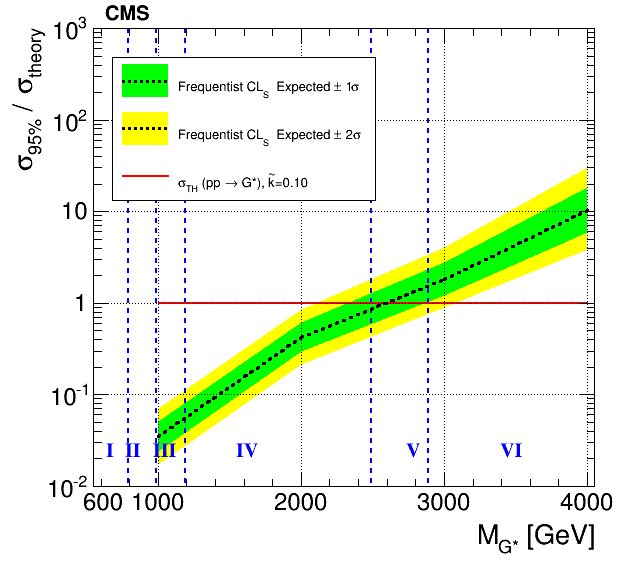 CMS
σ95% / σtheory
10³
10²
10
1
10⁻¹
10⁻²
Frequentist CLS Expected ± 1σ
Frequentist CLS Expected ± 2σ
σTH (pp → G*), k̃=0.10
I II III IV V VI
600 1000 2000 3000 4000
MG* [GeV]